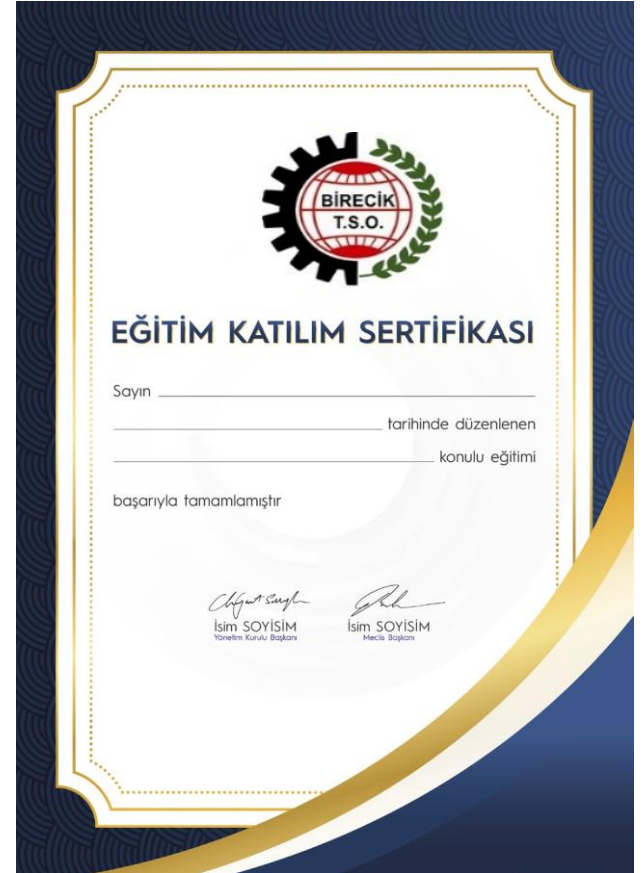 BİRECİK
T.S.O.
EĞİTİM KATILIM SERTİFİKASI
Sayın
tarihinde düzenlenen
konulu eğitimi
başarıyla tamamlamıştır
İsim SOYİSİM İsim SOYİSİM
Yönetim Kurulu Başkanı Meclis Başkanı